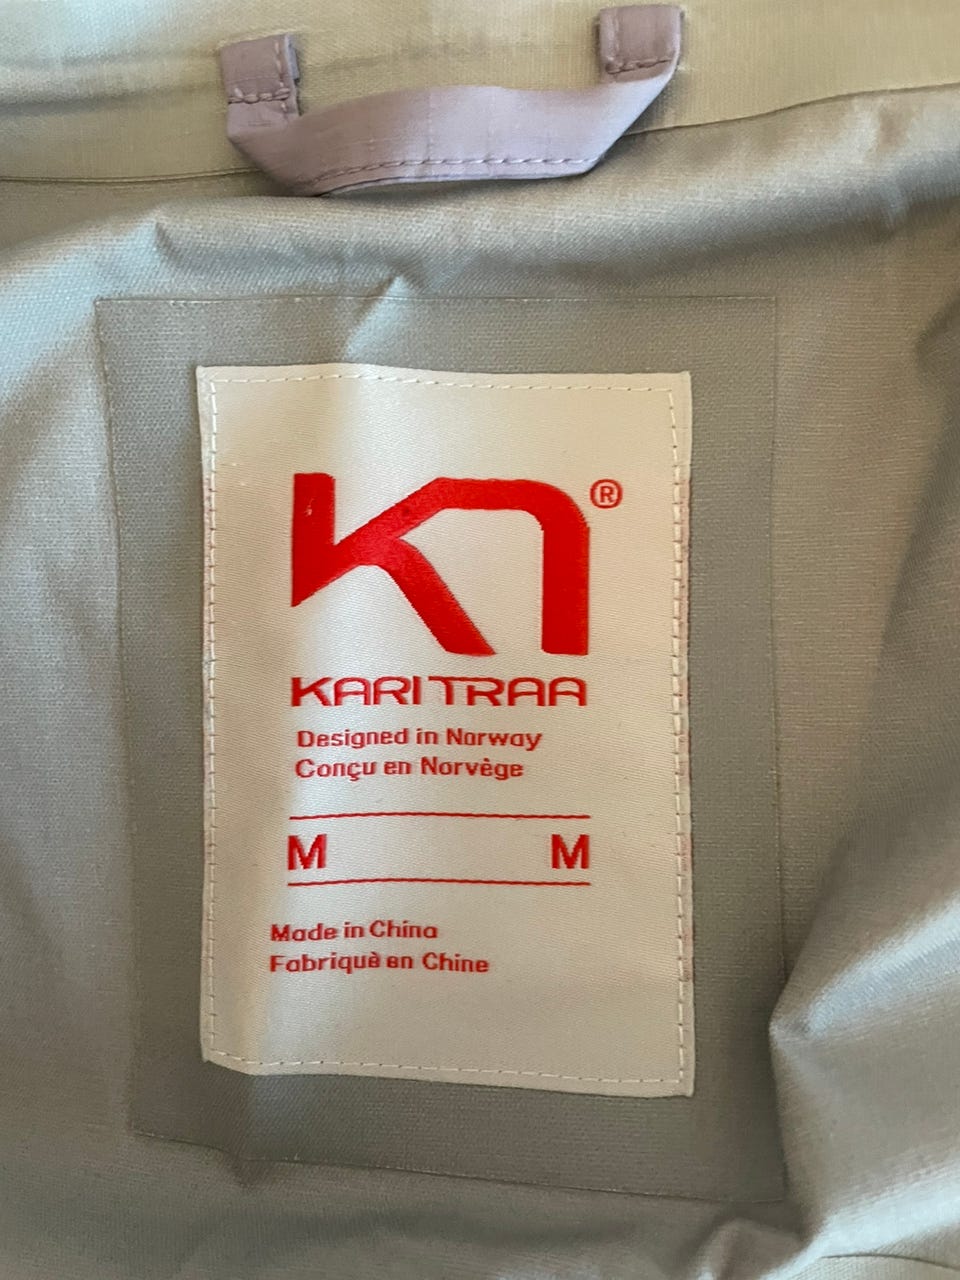 ®
KARI TRAA
Designed in Norway
Conçu en Norvège
M M
Made in China
Fabriquè en Chine